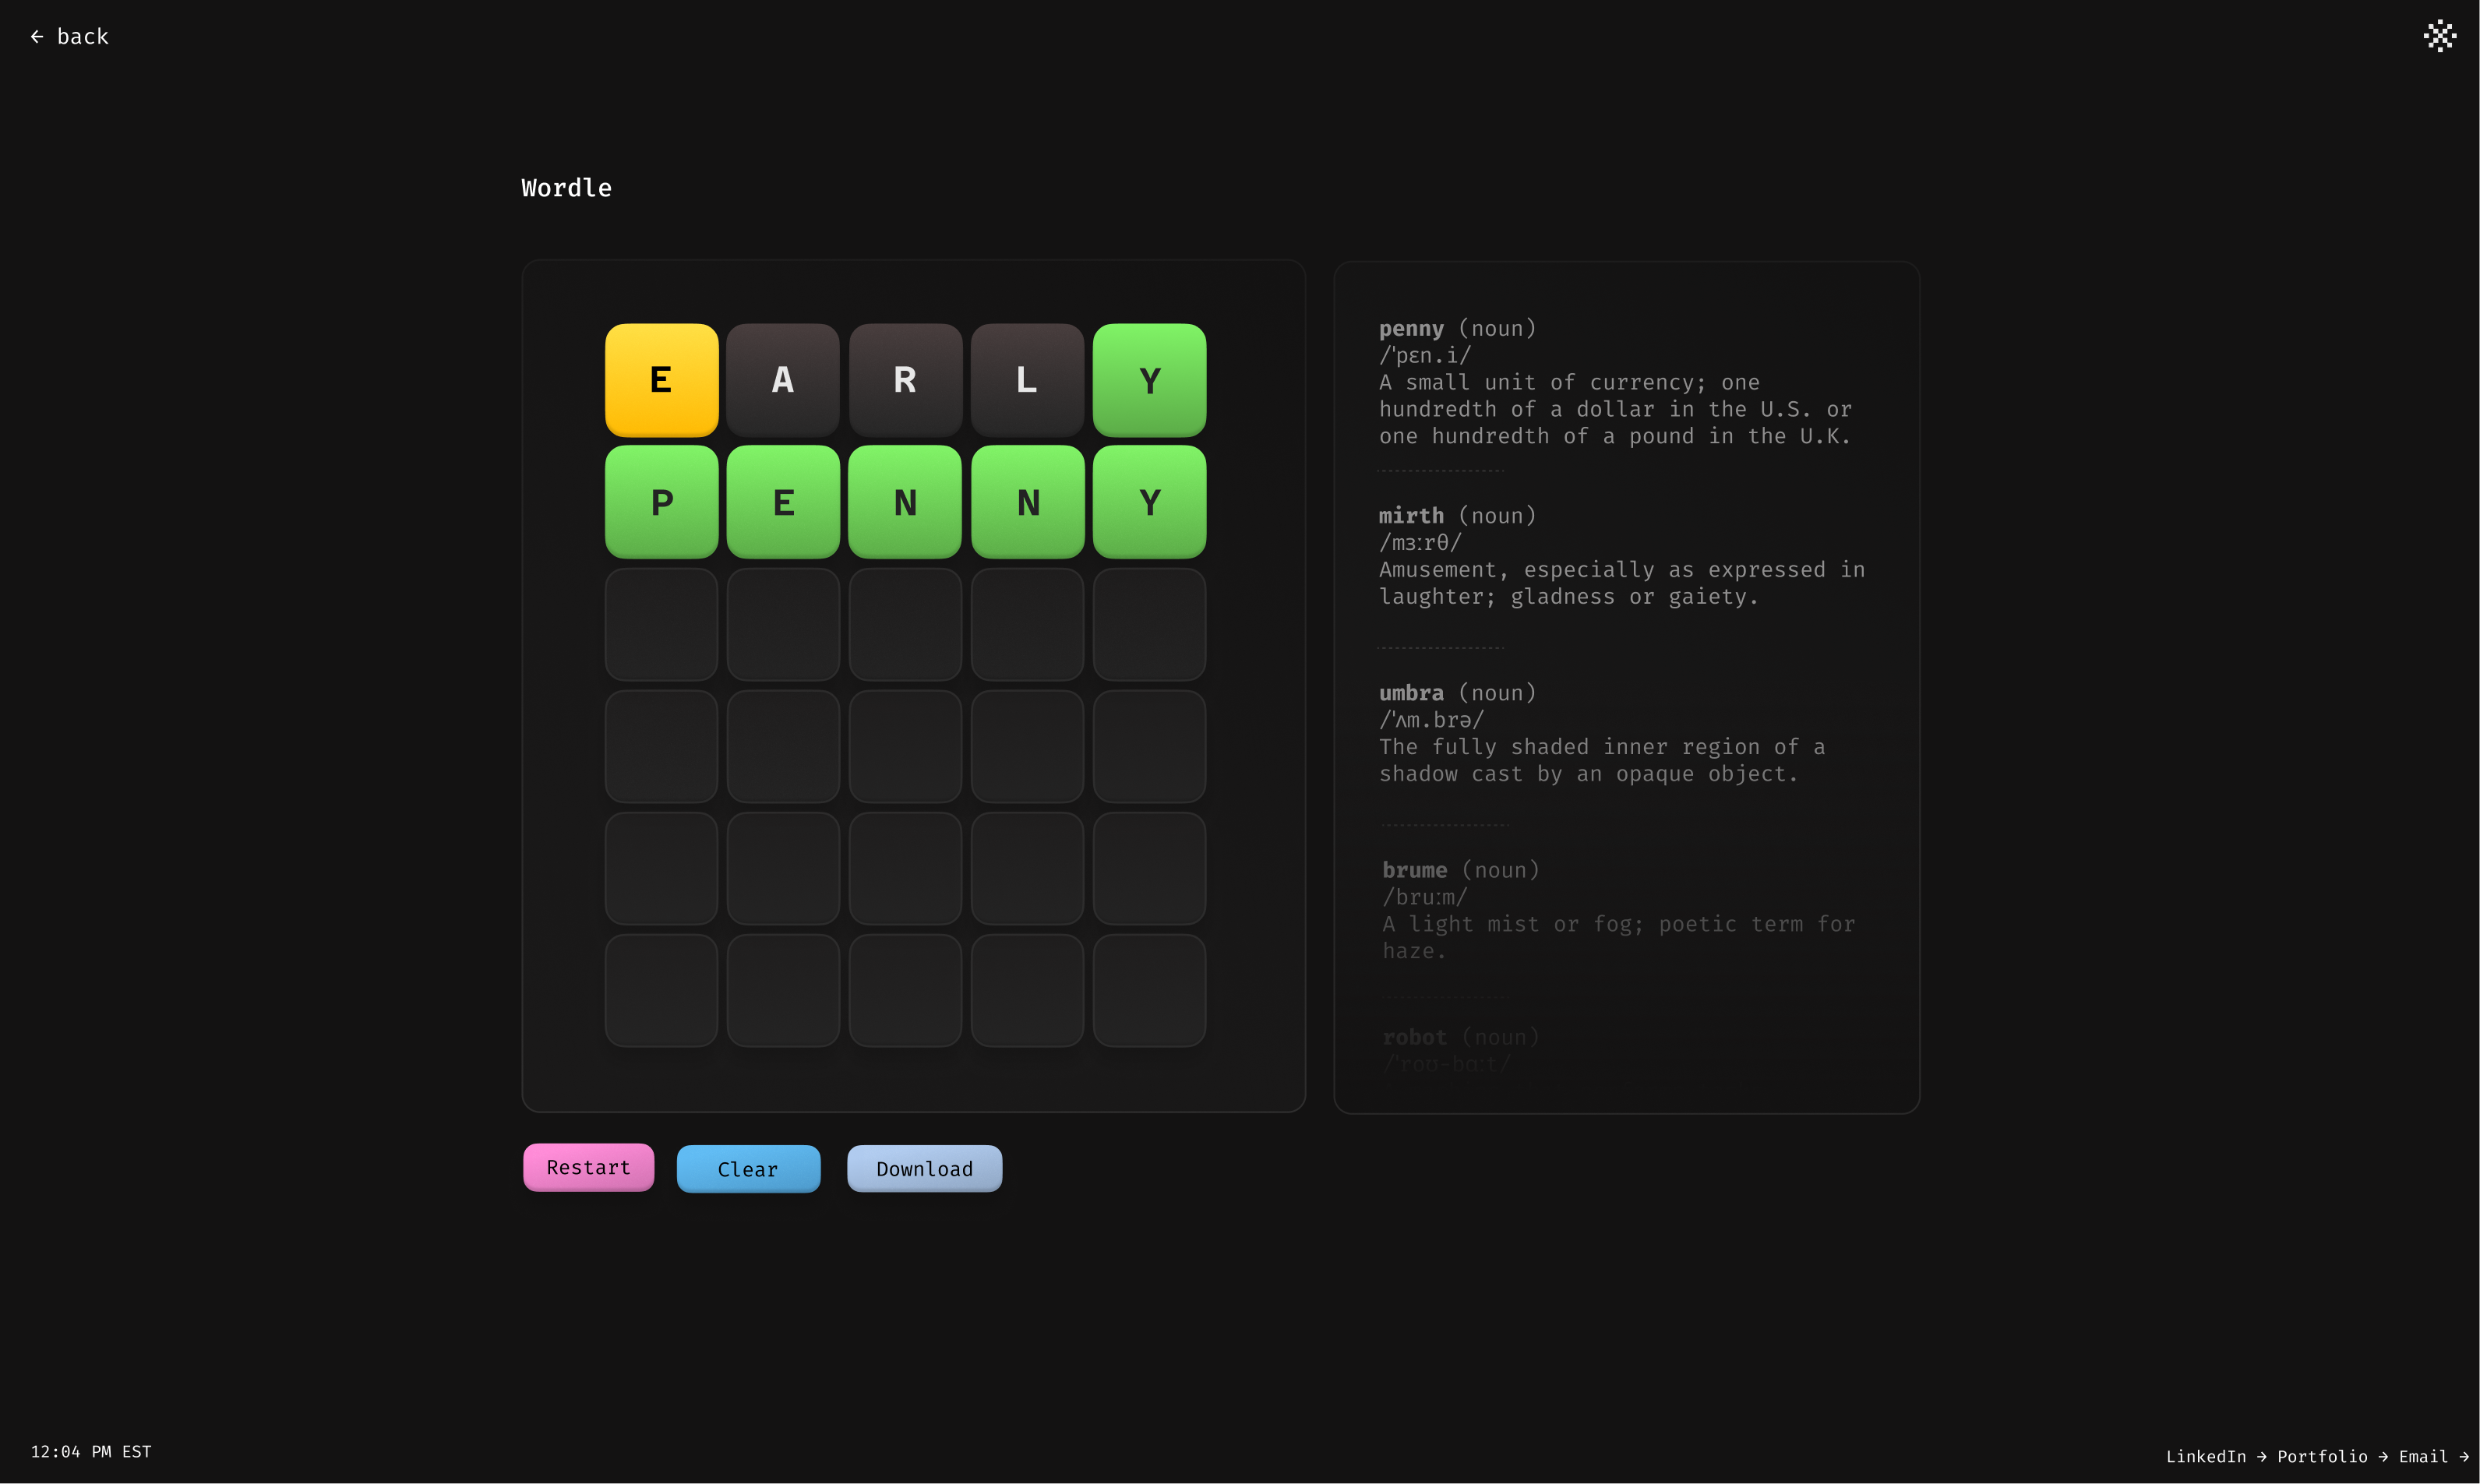 ← back
Wordle
E A R L Y
P E N N Y
penny (noun)
/ˈpɛn.i/
A small unit of currency; one
hundredth of a dollar in the U.S. or
one hundredth of a pound in the U.K.
mirth (noun)
/mɜːrθ/
Amusement, especially as expressed in
laughter; gladness or gaiety.
umbra (noun)
/ˈʌm.brə/
The fully shaded inner region of a
shadow cast by an opaque object.
brume (noun)
/bruːm/
A light mist or fog; poetic term for
haze.
robot (noun)
/ˈroʊ-bɑːt/
Restart
Clear
Download
12:04 PM EST
LinkedIn → Portfolio → Email →